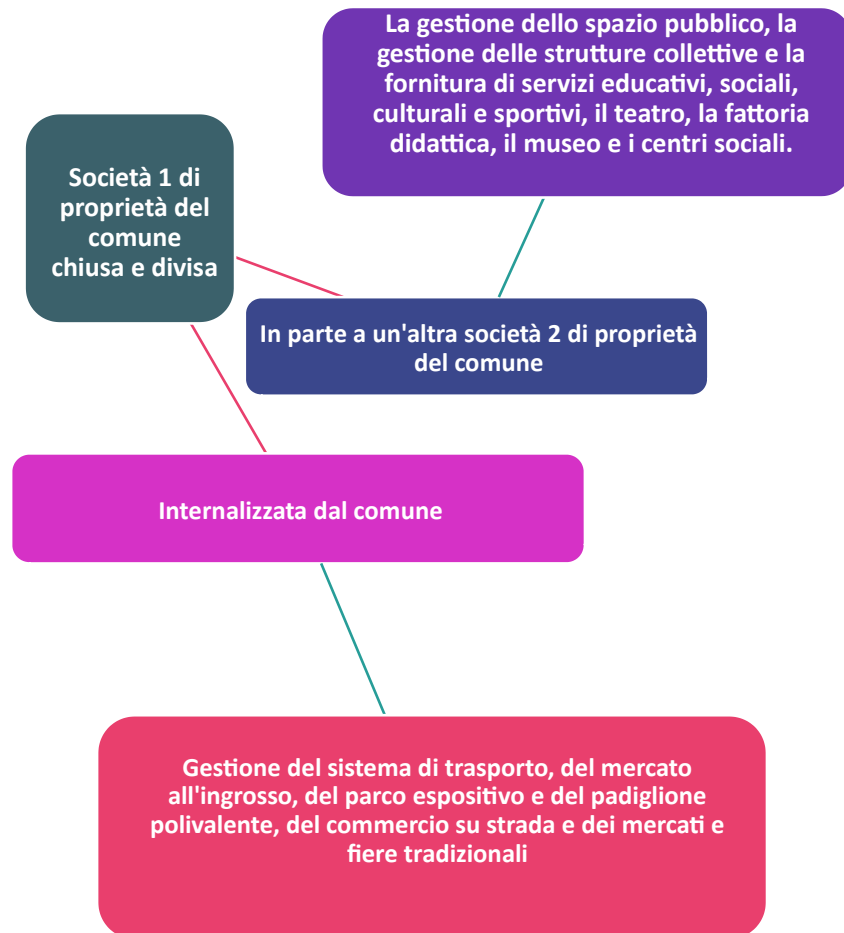 La gestione dello spazio pubblico, la
gestione delle strutture collettive e la
fornitura di servizi educativi, sociali,
culturali e sportivi, il teatro, la fattoria
didattica, il museo e i centri sociali.
Società 1 di
proprietà del
comune
chiusa e divisa
In parte a un'altra società 2 di proprietà
del comune
Internalizzata dal comune
Gestione del sistema di trasporto, del mercato
all'ingrosso, del parco espositivo e del padiglione
polivalente, del commercio su strada e dei mercati e
fiere tradizionali